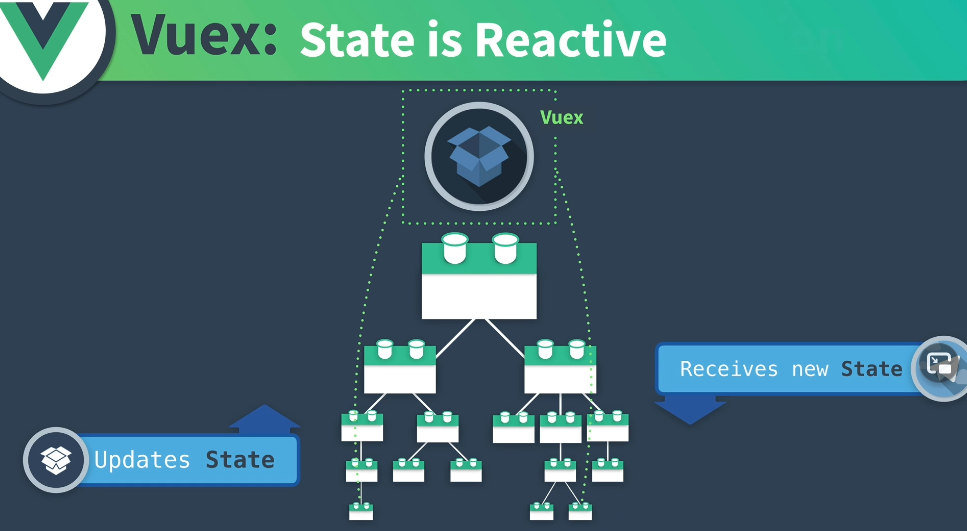 Vuex: State is Reactive
Vuex
Receives new State
Updates State